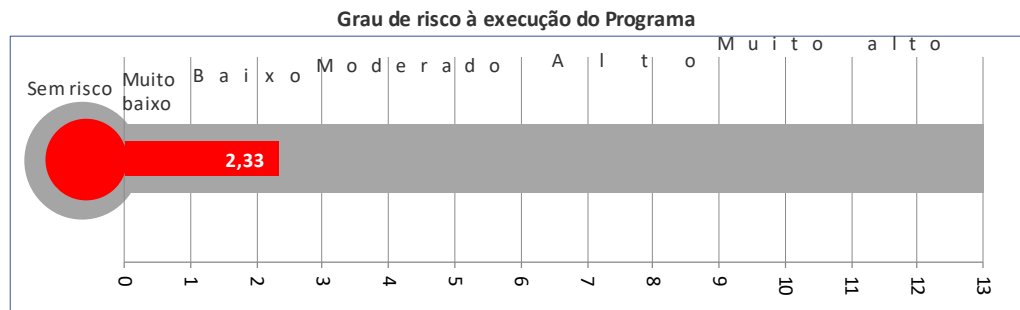 Grau de risco à execução do Programa
Sem risco
Muito
baixo
Baixo
Moderado
Alto
Muito alto
2,33
0
1
2
3
4
5
6
7
8
9
10
11
12
13